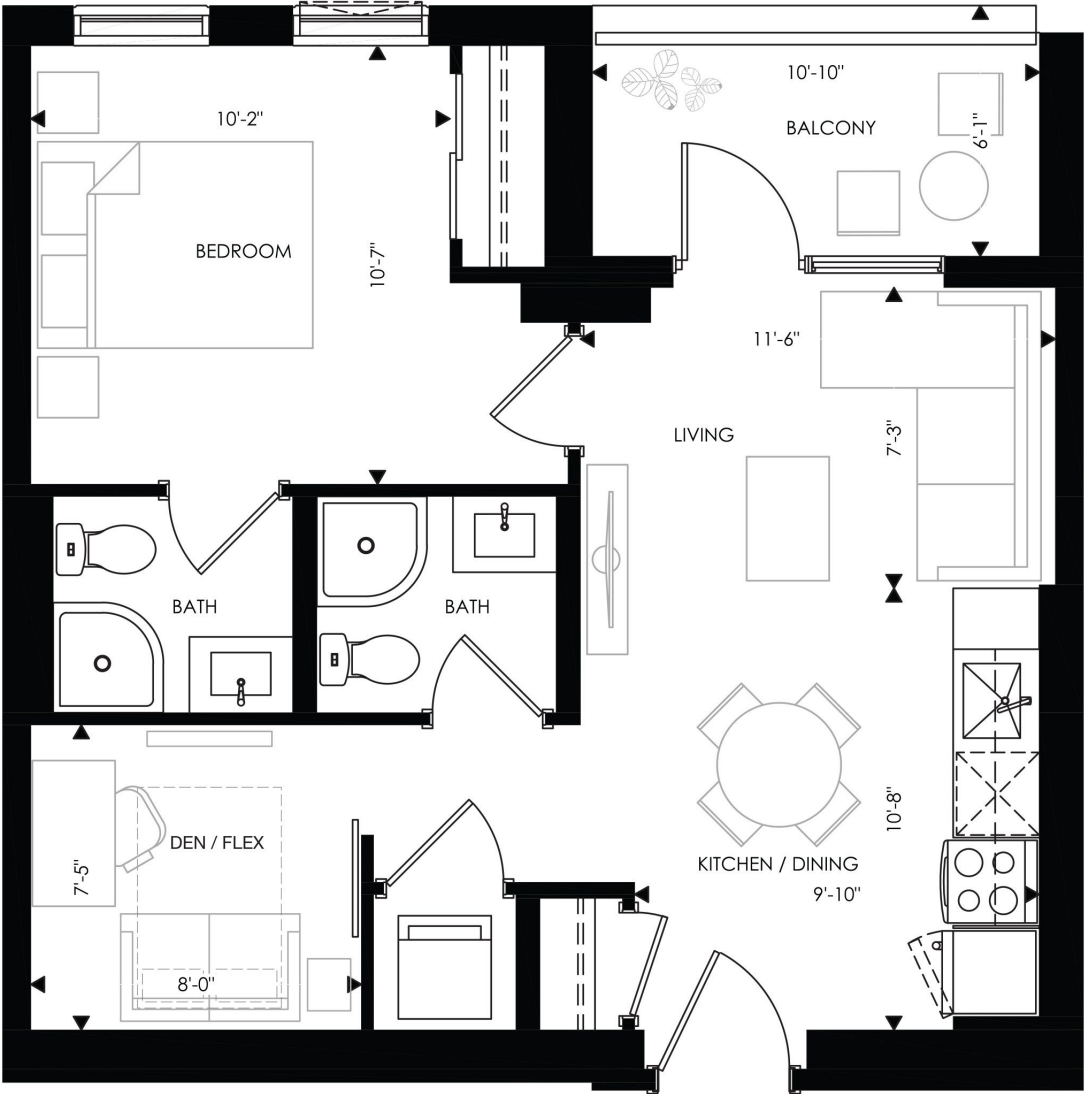 10'-10"
BALCONY
6'-1"
10'-2"
BEDROOM
10'-7"
11'-6"
LIVING
7'-3"
BATH
BATH
DEN / FLEX
7'-5"
8'-0"
10'-8"
KITCHEN / DINING
9'-10"